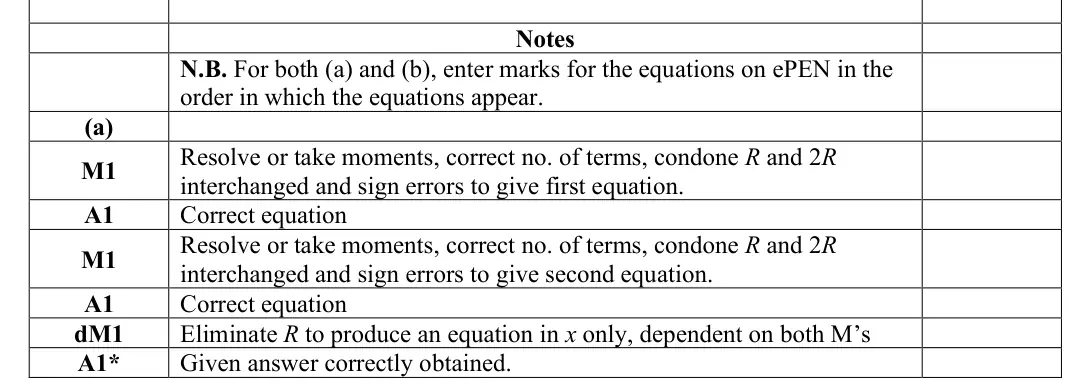 Notes
N.B. For both (a) and (b), enter marks for the equations on ePEN in the
order in which the equations appear.
(a)
M1 Resolve or take moments, correct no. of terms, condone R and 2R
interchanged and sign errors to give first equation.
A1 Correct equation
M1 Resolve or take moments, correct no. of terms, condone R and 2R
interchanged and sign errors to give second equation.
A1 Correct equation
dM1 Eliminate R to produce an equation in x only, dependent on both M’s
A1* Given answer correctly obtained.